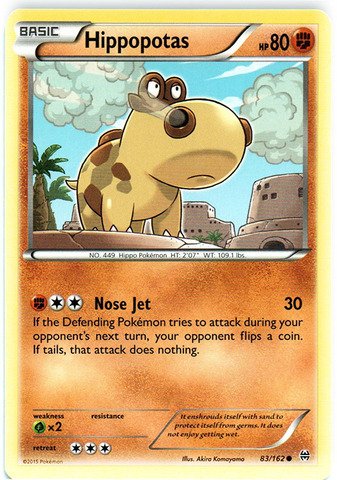 BASIC
Hippopotas
HP 80
NO. 449 Hippo Pokémon HT: 2'07" WT: 109.1 lbs.
Nose Jet 30
If the Defending Pokémon tries to attack during your
opponent's next turn, your opponent flips a coin.
If tails, that attack does nothing.
weakness resistance
×2
retreat
It enshrouds itself with sand to
protect itself from germs. It does
not enjoy getting wet.
©2015 Pokémon
Illus. Akira Komayama
83/162